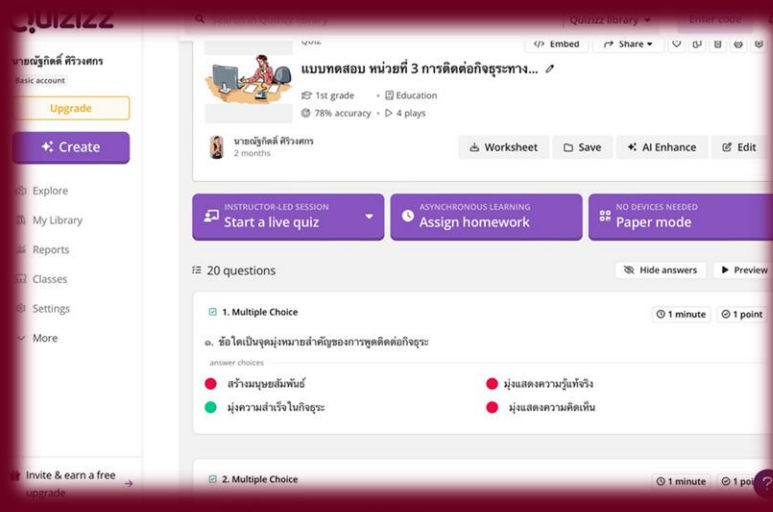 Quizizz
Search in Quizizz library
Quizizz library
Enter code
นายณัฐกิตติ์ ศิริวงศกร
Basic account
Upgrade
Create
Explore
My Library
Reports
Classes
Settings
More
Invite & earn a free
upgrade
QUIZ
Embed
Share
แบบทดสอบ หน่วยที่ 3 การติดต่อกิจธุระทาง...
1st grade
Education
78% accuracy
4 plays
นายณัฐกิตติ์ ศิริวงศกร
2 months
Worksheet
Save
AI Enhance
Edit
INSTRUCTOR-LED SESSION
Start a live quiz
ASYNCHRONOUS LEARNING
Assign homework
NO DEVICES NEEDED
Paper mode
20 questions
Hide answers
Preview
1. Multiple Choice
1 minute
1 point
๑. ข้อใดเป็นจุดมุ่งหมายสำคัญของการพูดติดต่อกิจธุระ
answer choices
สร้างมนุษยสัมพันธ์
มุ่งแสดงความรู้แท้จริง
มุ่งความสำเร็จในกิจธุระ
มุ่งแสดงความคิดเห็น
2. Multiple Choice
1 minute
1 poi
?